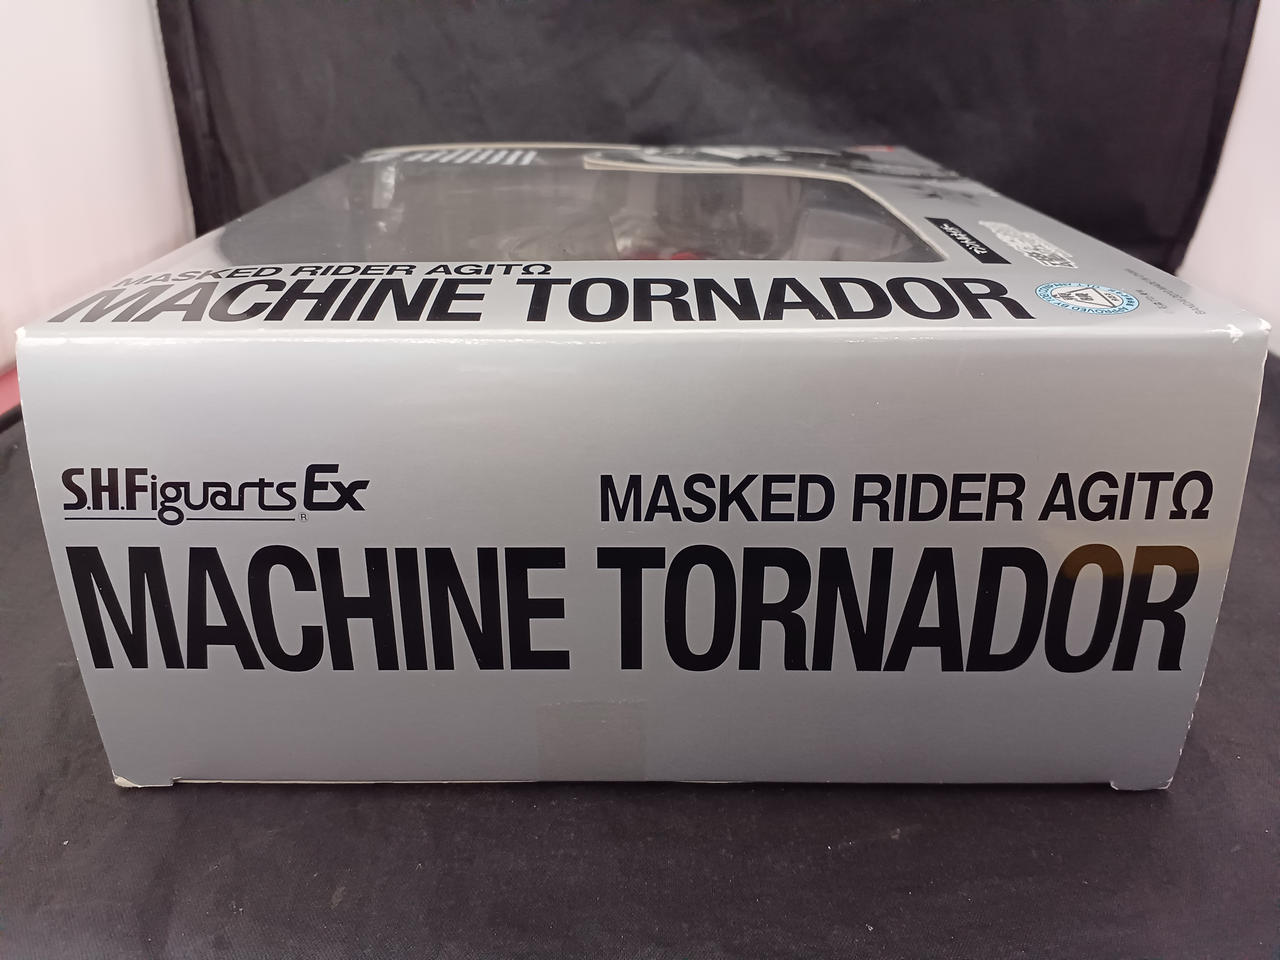 MASKED RIDER AGITΩ
MACHINE TORNADOR
S.H.Figuarts Ex
®
MASKED RIDER AGITΩ
MACHINE TORNADOR